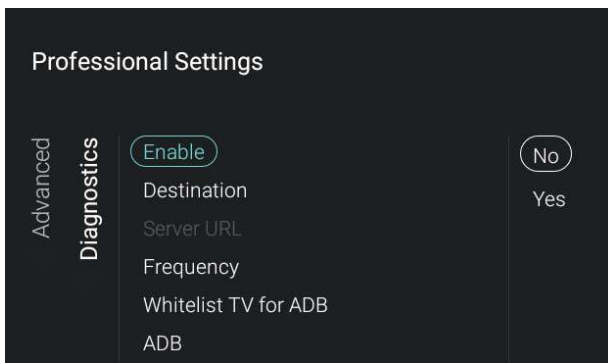 Professional Settings
Advanced
Diagnostics
Enable
No
Destination
Yes
Server URL
Frequency
Whitelist TV for ADB
ADB